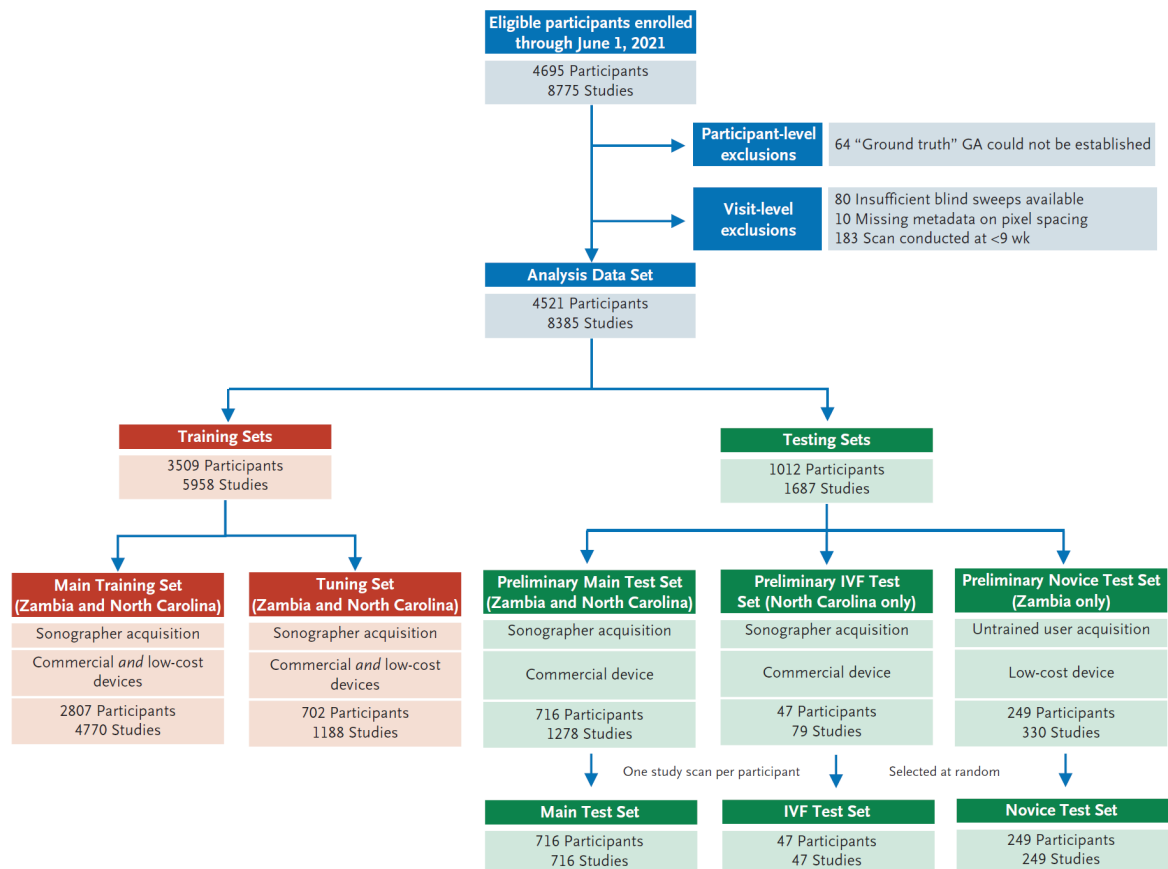 Eligible participants enrolled
through June 1, 2021
4695 Participants
8775 Studies
Participant-level
exclusions
64 “Ground truth” GA could not be established
Visit-level
exclusions
80 Insufficient blind sweeps available
10 Missing metadata on pixel spacing
183 Scan conducted at <9 wk
Analysis Data Set
4521 Participants
8385 Studies
Training Sets
3509 Participants
5958 Studies
Testing Sets
1012 Participants
1687 Studies
Main Training Set
(Zambia and North Carolina)
Sonographer acquisition
Commercial and low-cost
devices
2807 Participants
4770 Studies
Tuning Set
(Zambia and North Carolina)
Sonographer acquisition
Commercial and low-cost
devices
702 Participants
1188 Studies
Preliminary Main Test Set
(Zambia and North Carolina)
Sonographer acquisition
Commercial device
716 Participants
1278 Studies
Preliminary IVF Test
Set (North Carolina only)
Sonographer acquisition
Commercial device
47 Participants
79 Studies
Preliminary Novice Test Set
(Zambia only)
Untrained user acquisition
Low-cost device
249 Participants
330 Studies
One study scan per participant
Selected at random
Main Test Set
716 Participants
716 Studies
IVF Test Set
47 Participants
47 Studies
Novice Test Set
249 Participants
249 Studies